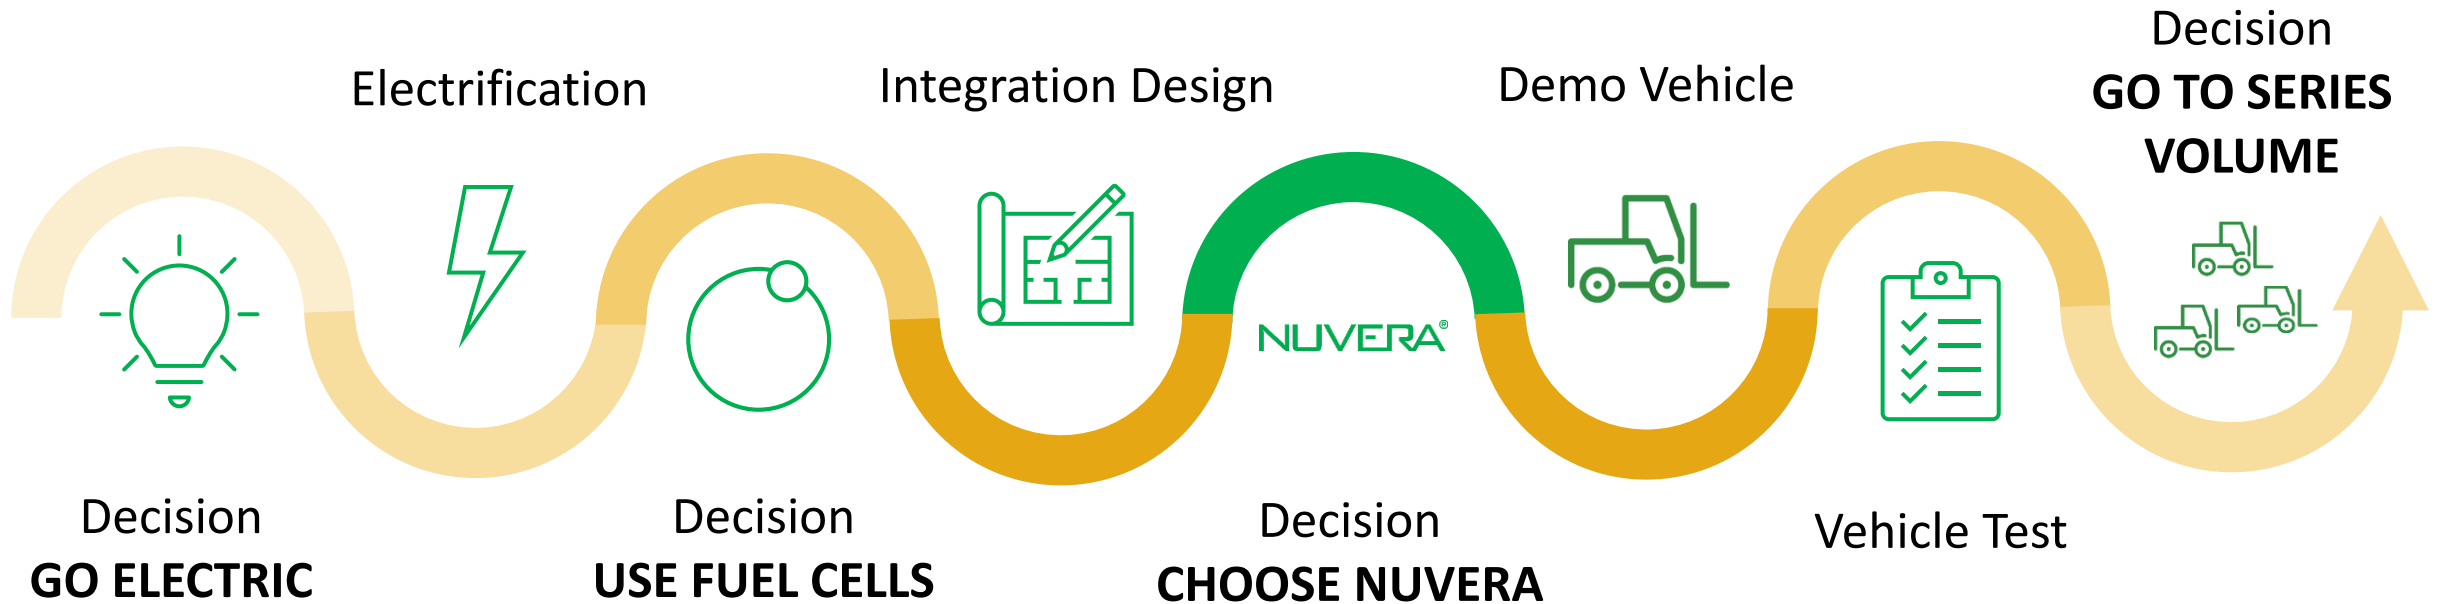 Decision
GO ELECTRIC
Electrification
Decision
USE FUEL CELLS
Integration Design
NUVERA®
Decision
CHOOSE NUVERA
Demo Vehicle
Vehicle Test
Decision
GO TO SERIES
VOLUME